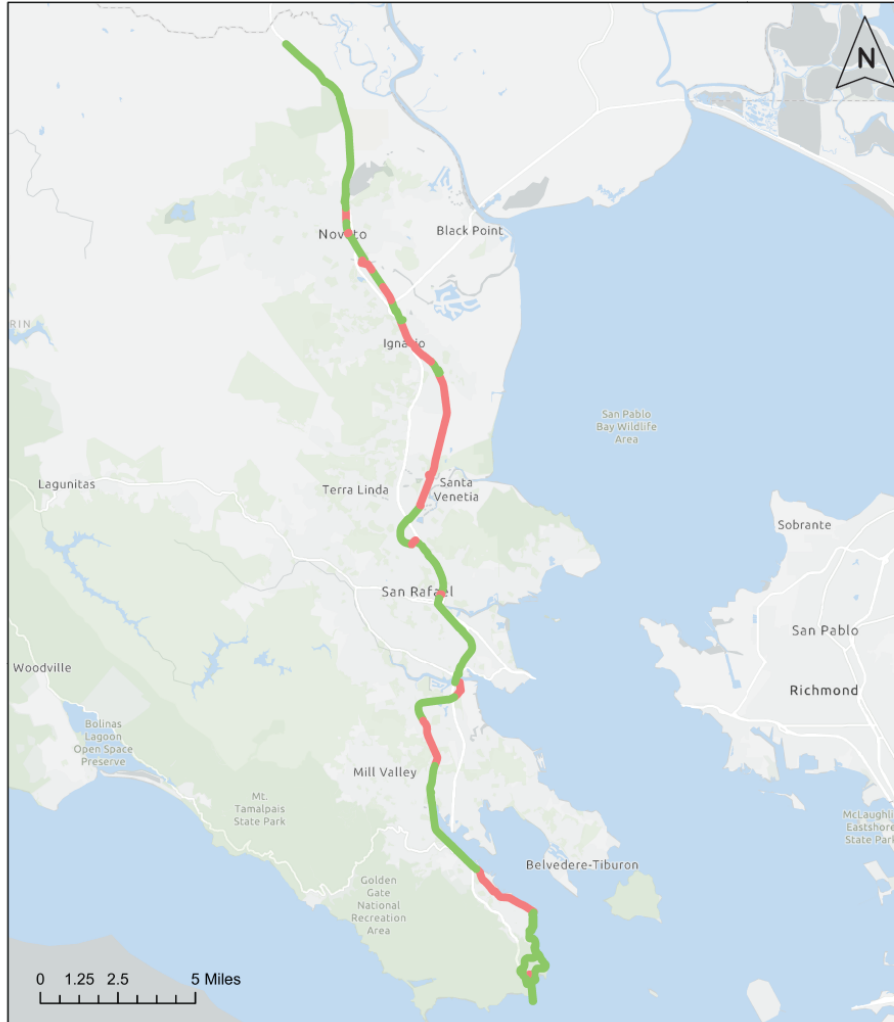 N
Novato
Black Point
RIN
Ignacio
San Pablo
Bay Wildlife
Area
Lagunitas
Terra Linda
Santa
Venetia
Sobrante
San Rafael
San Pablo
Woodville
Richmond
Bolinas
Lagoon
Open Space
Preserve
Mill Valley
Mt.
Tamalpais
State Park
McLaughlin
Eastshore
State Park
Belvedere-Tiburon
Golden
Gate
National
Recreation
Area
0 1.25 2.5 5 Miles